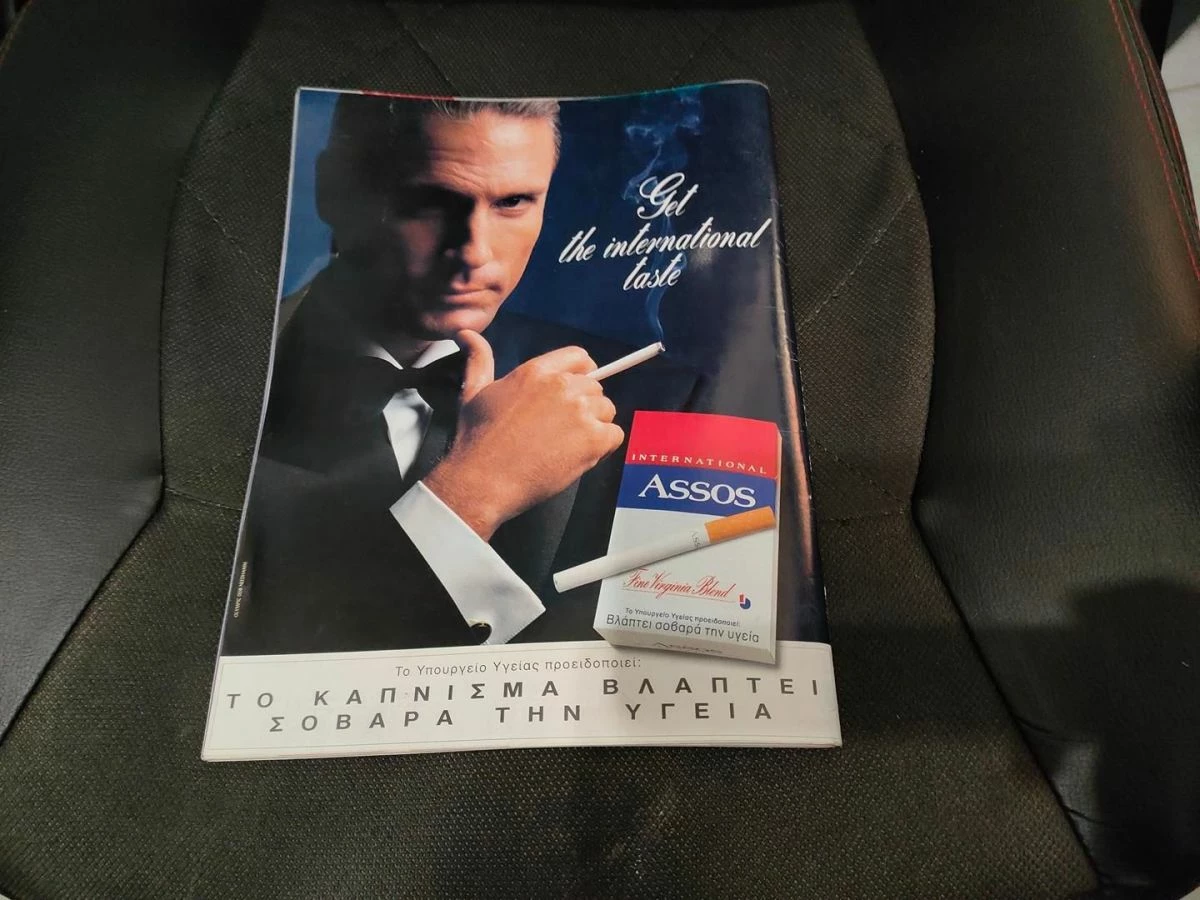 Get
the international
taste
INTERNATIONAL
ASSOS
Fine Virginia Blend
Το Υπουργείο Υγείας προειδοποιεί:
Βλάπτει σοβαρά την υγεία
ASSOS
Το Υπουργείο Υγείας προειδοποιεί:
ΤΟ ΚΑΠΝΙΣΜΑ ΒΛΑΠΤΕΙ
ΣΟΒΑΡΑ ΤΗΝ ΥΓΕΙΑ